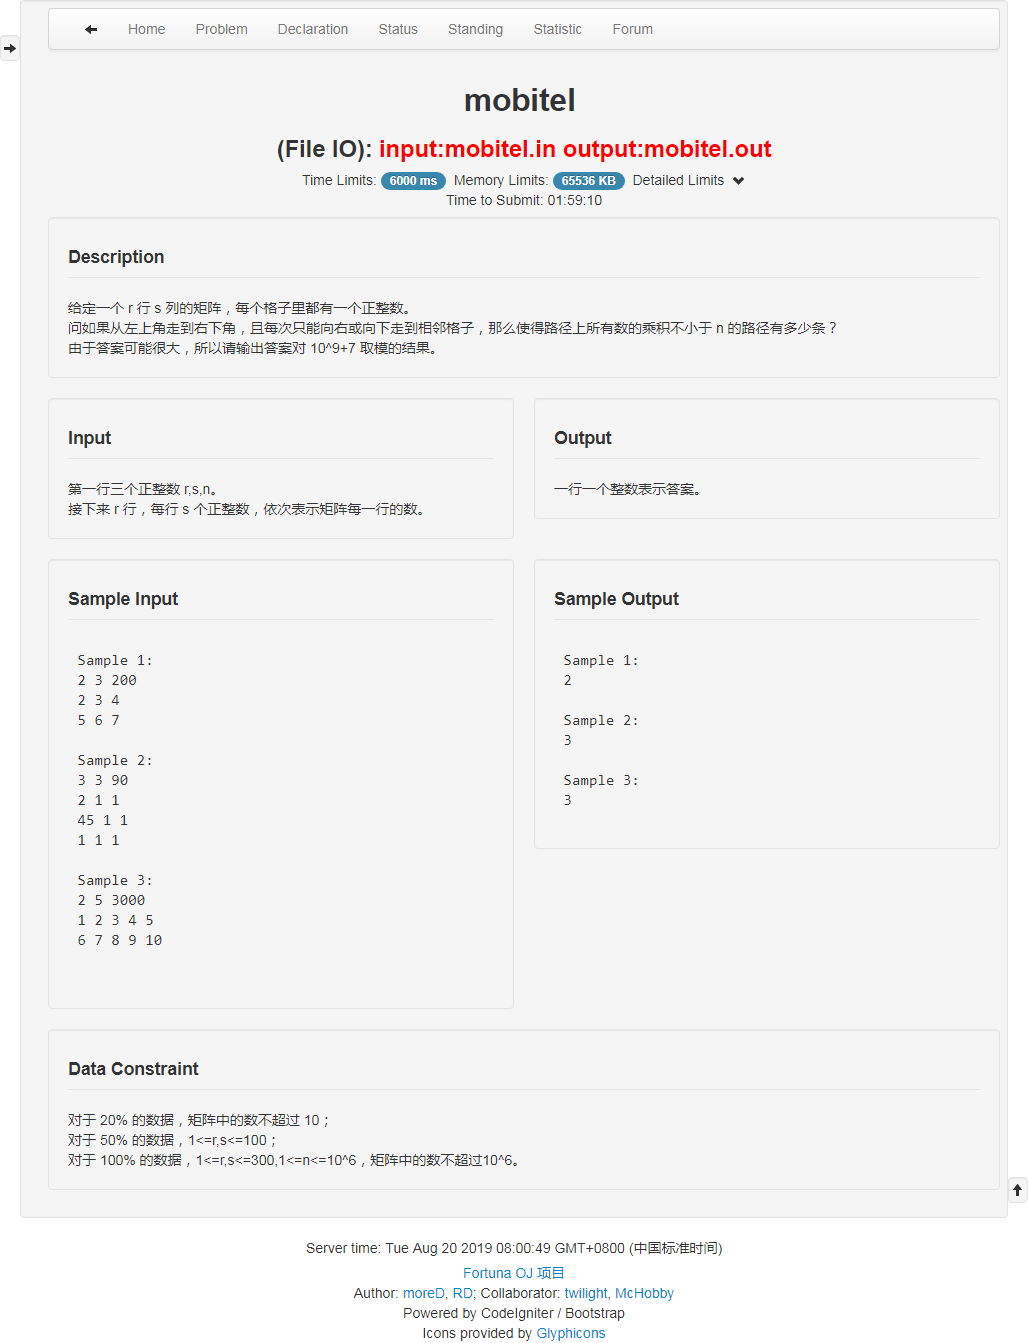 Home Problem Declaration Status Standing Statistic Forum
mobitel
(File IO): input:mobitel.in output:mobitel.out
Time Limits: 6000 ms Memory Limits: 65536 KB Detailed Limits
Time to Submit: 01:59:10
Description
给定一个 r 行 s 列的矩阵，每个格子里都有一个正整数。
问如果从左上角走到右下角，且每次只能向右或向下走到相邻格子，那么使得路径上所有数的乘积不小于 n 的路径有多少条？
由于答案可能很大，所以请输出答案对 10^9+7 取模的结果。
Input
第一行三个正整数 r,s,n。
接下来 r 行，每行 s 个正整数，依次表示矩阵每一行的数。
Output
一行一个整数表示答案。
Sample Input
Sample 1:
2 3 200
2 3 4
5 6 7
Sample 2:
3 3 90
2 1 1
45 1 1
1 1 1
Sample 3:
2 5 3000
1 2 3 4 5
6 7 8 9 10
Sample Output
Sample 1:
2
Sample 2:
3
Sample 3:
3
Data Constraint
对于 20% 的数据，矩阵中的数不超过 10；
对于 50% 的数据，1<=r,s<=100；
对于 100% 的数据，1<=r,s<=300,1<=n<=10^6，矩阵中的数不超过10^6。
Server time: Tue Aug 20 2019 08:00:49 GMT+0800 (中国标准时间)
Fortuna OJ 项目
Author: moreD, RD; Collaborator: twilight, McHobby
Powered by CodeIgniter / Bootstrap
Icons provided by Glyphicons